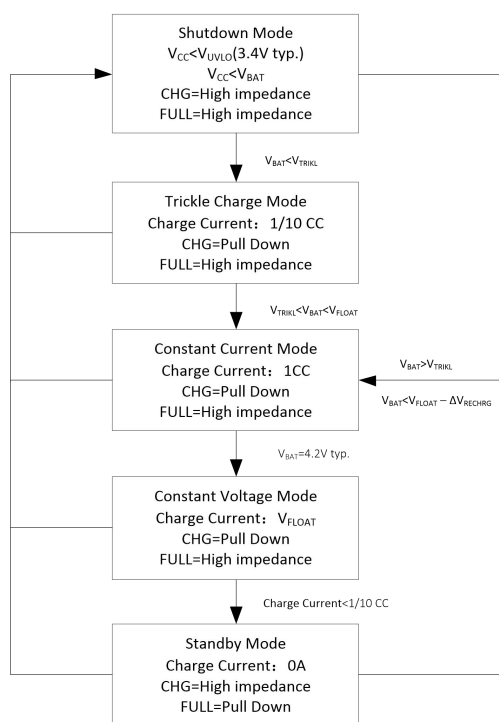 Shutdown Mode
VCC<VUVLO(3.4V typ.)
VCC<VBAT
CHG=High impedance
FULL=High impedance
VBAT<VTRIKL
Trickle Charge Mode
Charge Current：1/10 CC
CHG=Pull Down
FULL=High impedance
VTRIKL<VBAT<VFLOAT
Constant Current Mode
Charge Current：1CC
CHG=Pull Down
FULL=High impedance
VBAT>VTRIKL
VBAT<VFLOAT – ΔVRECHRG
VBAT=4.2V typ.
Constant Voltage Mode
Charge Current：VFLOAT
CHG=Pull Down
FULL=High impedance
Charge Current<1/10 CC
Standby Mode
Charge Current：0A
CHG=High impedance
FULL=Pull Down